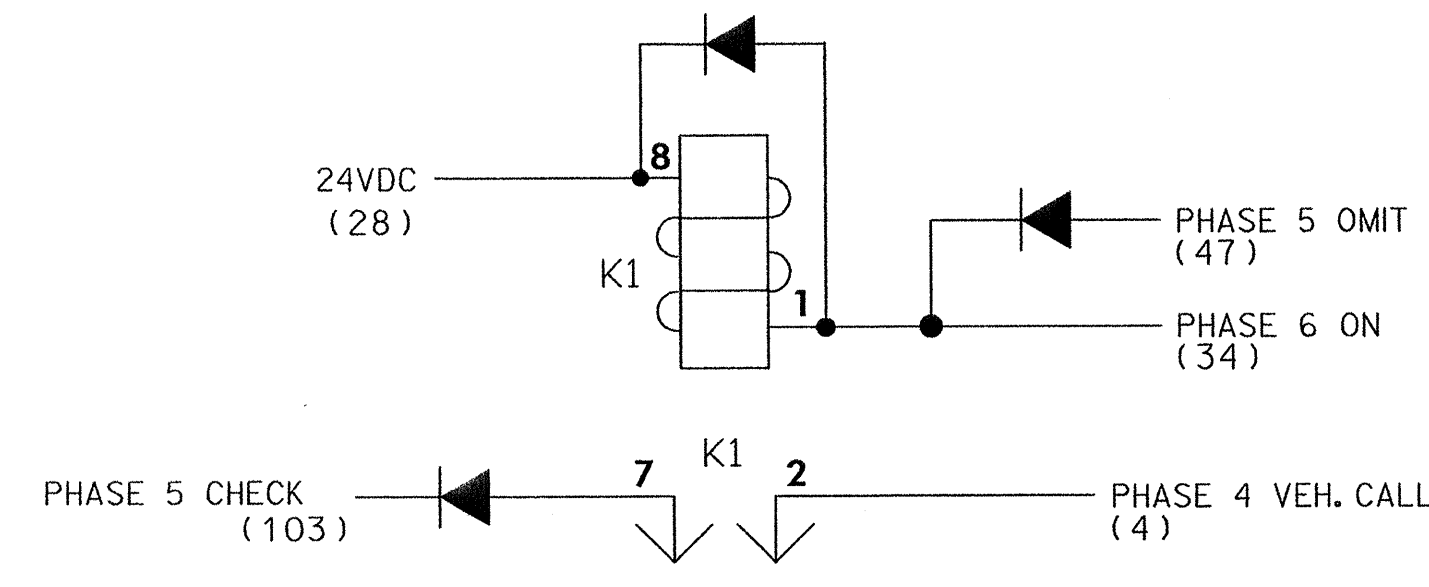 8
24VDC
(28)
K1
1
PHASE 5 OMIT
(47)
PHASE 6 ON
(34)
K1
PHASE 5 CHECK
(103)
7
2
PHASE 4 VEH. CALL
(4)